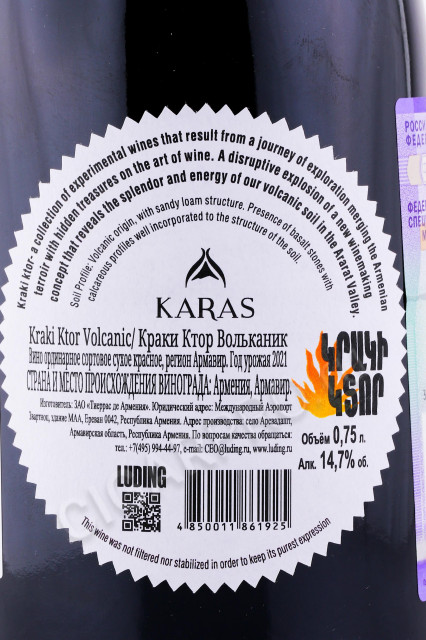 Kraki ktor- a collection of experimental wines that result from a journey of exploration merging the Armenian
terroir with hidden treasures on the art of wine. A disruptive explosion of a new winemaking
concept that reveals the splendor and energy of our volcanic soil in the Ararat Valley.
Soil Profile: Volcanic origin, with sandy loam structure. Presence of basalt stones with
calcareous profiles well incorporated to the structure of the soil.
KARAS
Kraki Ktor Volcanic/ Краки Ктор Вольканик
Вино ординарное сортовое сухое красное, регион Армавир. Год урожая 2021
СТРАНА И МЕСТО ПРОИСХОЖДЕНИЯ ВИНОГРАДА: Армения, Армавир.
Изготовитель: ЗАО «Тиеррас де Армения». Юридический адрес: Международный Аэропорт
Звартноц, здание МАА, Ереван 0042, Республика Армения. Адрес производства: село Аревадашт,
Армавирская область, Республика Армения. По вопросам качества обращаться:
тел.: +7(495) 994-44-97, e-mail: CEO@luding.ru, www.luding.ru
ԿՐԱԿԻ
ԿՏՈՐ
Объём 0,75 л.
Алк. 14,7% об.
LUDING
4 850011 861925
This wine was not filtered nor stabilized in order to keep its purest expression
РОССИ
ФЕДЕ
ФЕДЕ
СПЕЦ